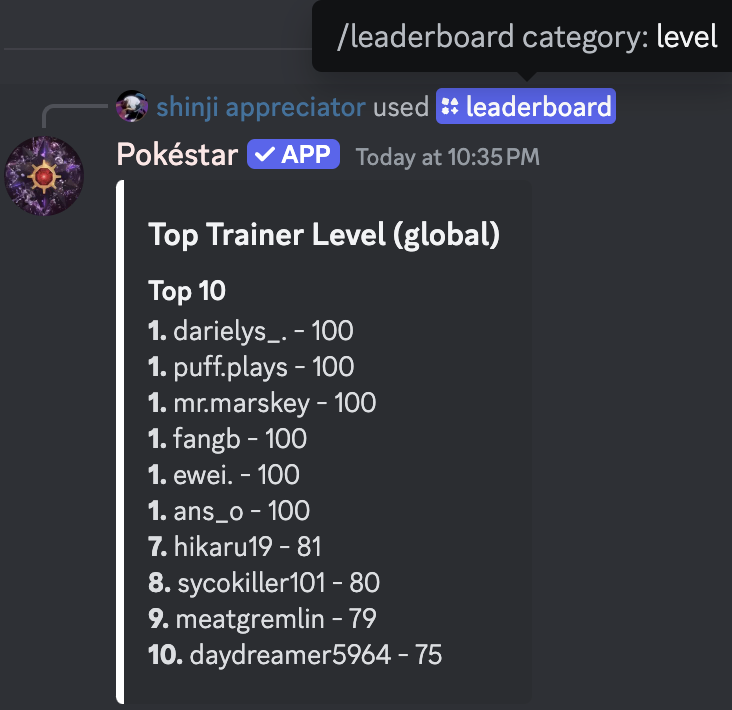 /leaderboard category: level
shinji appreciator used leaderboard
Pokéstar ✓ APP Today at 10:35 PM
Top Trainer Level (global)
Top 10
1. darielys_. - 100
1. puff.plays - 100
1. mr.marskey - 100
1. fangb - 100
1. ewei. - 100
1. ans_o - 100
7. hikaru19 - 81
8. sycokiller101 - 80
9. meatgremlin - 79
10. daydreamer5964 - 75